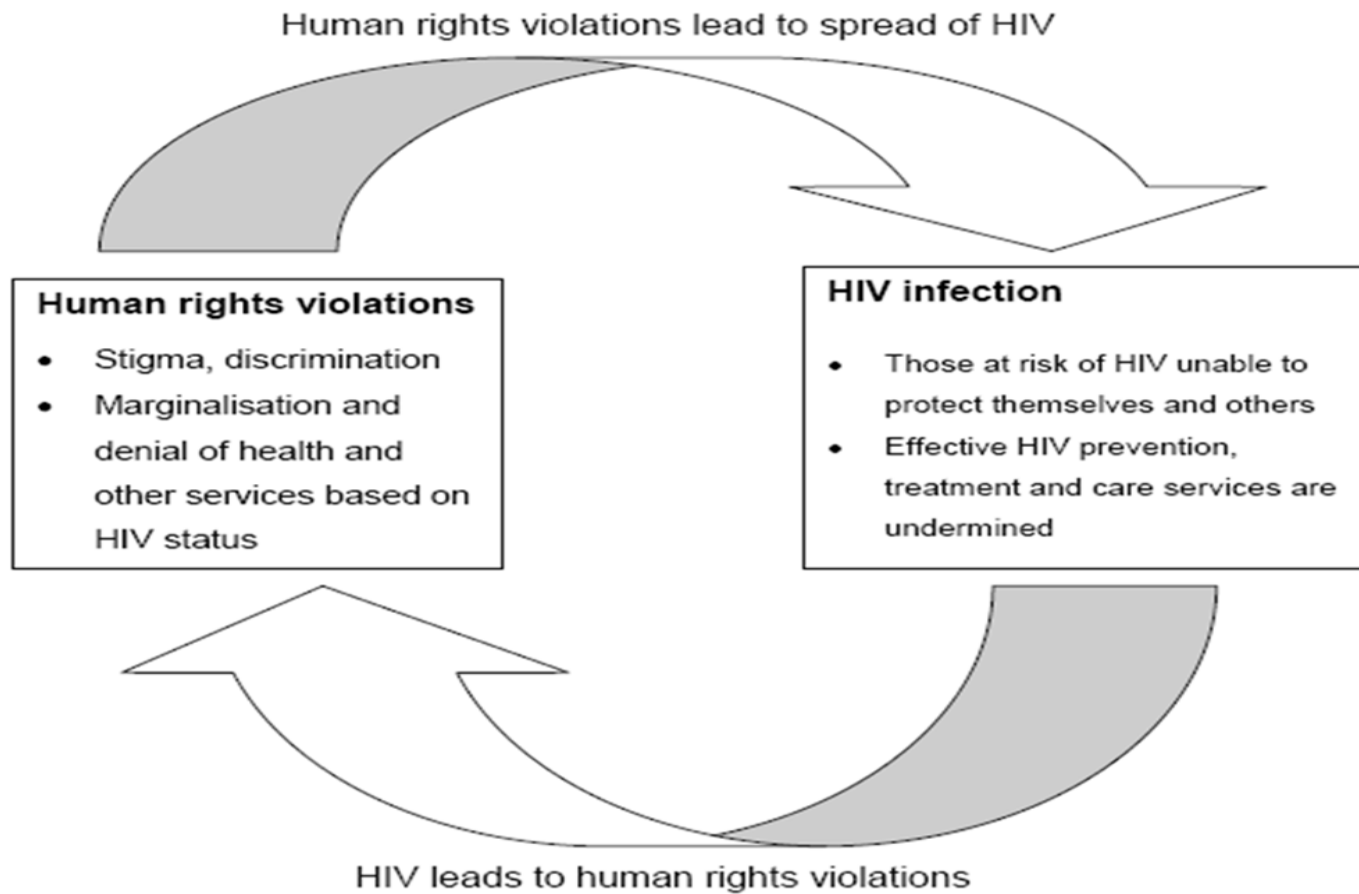 Human rights violations lead to spread of HIV
Human rights violations
• Stigma, discrimination
• Marginalisation and
denial of health and
other services based on
HIV status
HIV infection
• Those at risk of HIV unable to
protect themselves and others
• Effective HIV prevention,
treatment and care services are
undermined
HIV leads to human rights violations